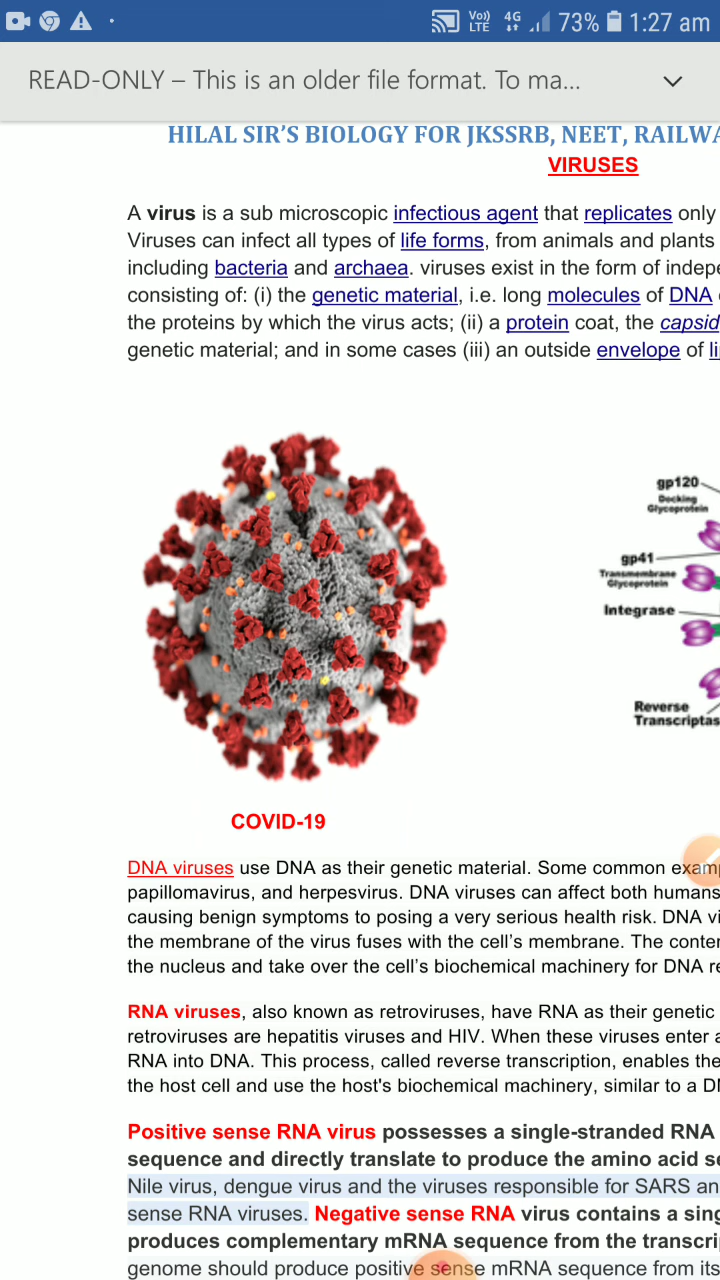 Vo)) LTE 4G 73% 1:27 am
READ-ONLY – This is an older file format. To ma...
HILAL SIR'S BIOLOGY FOR JKSSRB, NEET, RAILWA
VIRUSES
A virus is a sub microscopic infectious agent that replicates only
Viruses can infect all types of life forms, from animals and plants
including bacteria and archaea. viruses exist in the form of indepe
consisting of: (i) the genetic material, i.e. long molecules of DNA
the proteins by which the virus acts; (ii) a protein coat, the capsid
genetic material; and in some cases (iii) an outside envelope of li
gp120
Docking
Glycoprotein
gp41
Transmembrane
Glycoprotein
Integrase
Reverse
Transcriptas
COVID-19
DNA viruses use DNA as their genetic material. Some common exam
papillomavirus, and herpesvirus. DNA viruses can affect both humans
causing benign symptoms to posing a very serious health risk. DNA vi
the membrane of the virus fuses with the cell's membrane. The conten
the nucleus and take over the cell's biochemical machinery for DNA re
RNA viruses, also known as retroviruses, have RNA as their genetic
retroviruses are hepatitis viruses and HIV. When these viruses enter a
RNA into DNA. This process, called reverse transcription, enables the
the host cell and use the host's biochemical machinery, similar to a DN
Positive sense RNA virus possesses a single-stranded RNA
sequence and directly translate to produce the amino acid se
Nile virus, dengue virus and the viruses responsible for SARS an
sense RNA viruses. Negative sense RNA virus contains a sing
produces complementary mRNA sequence from the transcri
genome should produce positive sense mRNA sequence from its